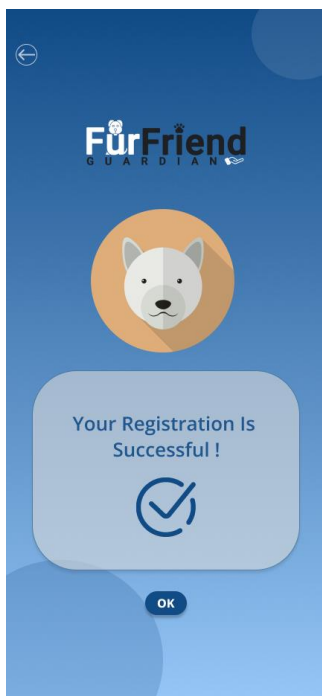 FurFriend
GUARDIAN
Your Registration Is
Successful !
OK